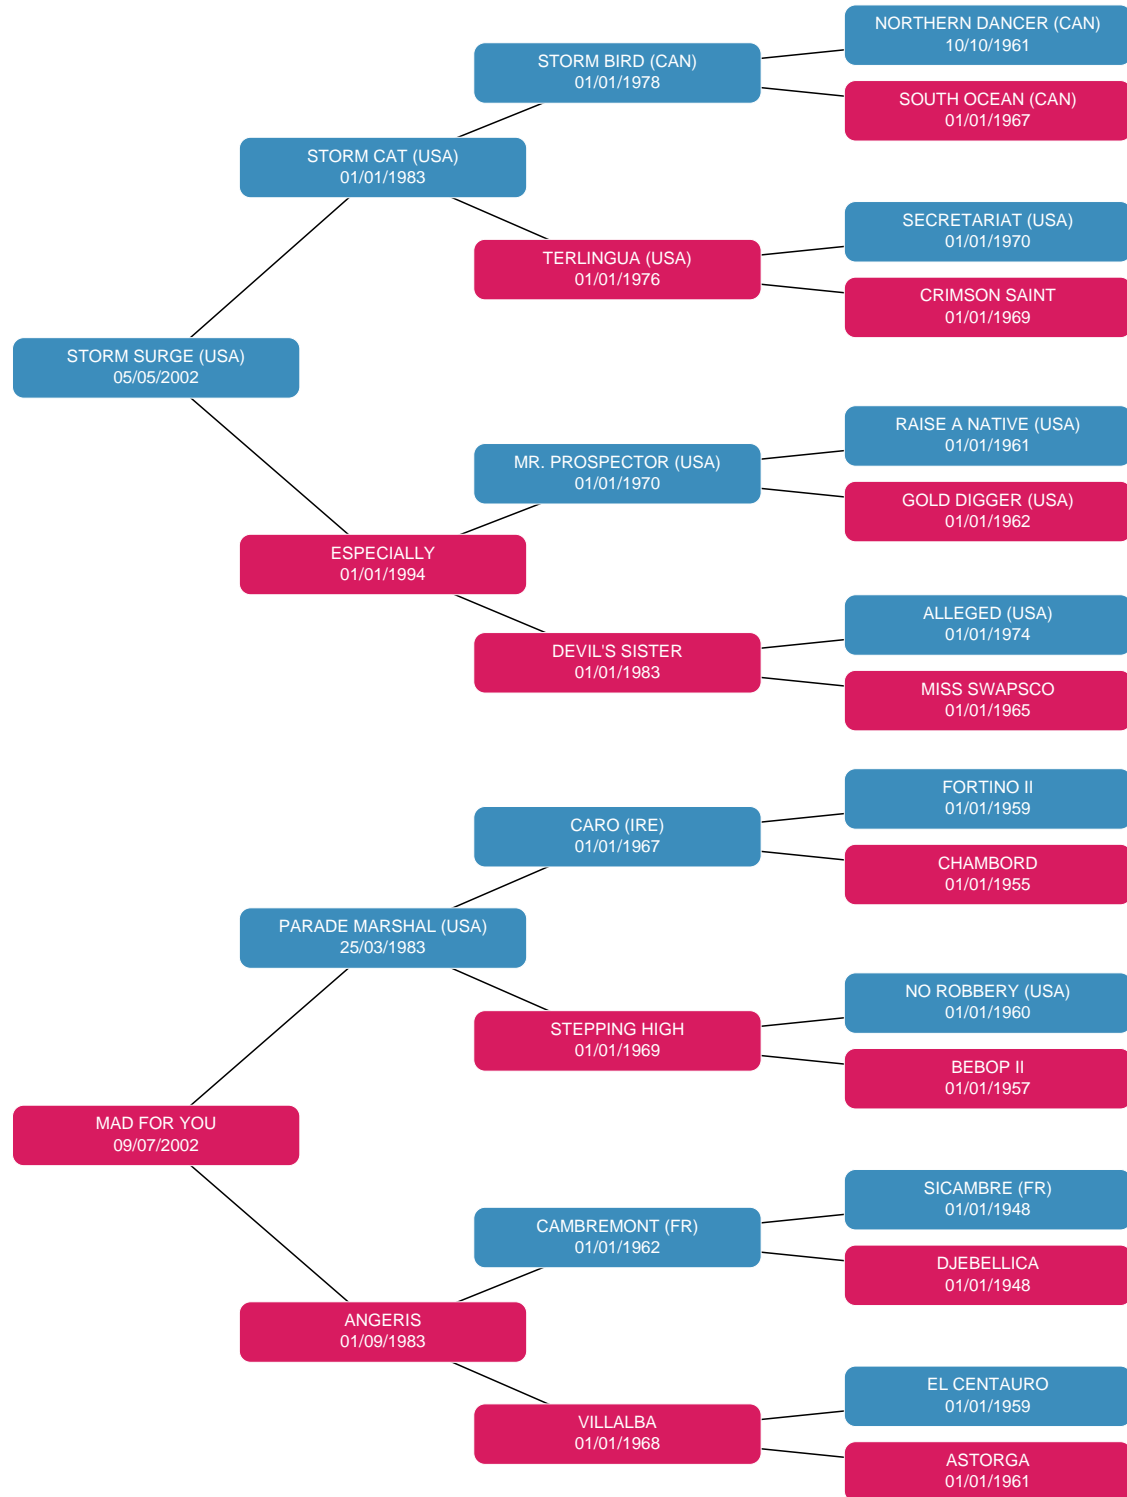 NORTHERN DANCER (CAN)
10/10/1961
STORM BIRD (CAN)
01/01/1978
SOUTH OCEAN (CAN)
01/01/1967
STORM CAT (USA)
01/01/1983
SECRETARIAT (USA)
01/01/1970
TERLINGUA (USA)
01/01/1976
CRIMSON SAINT
01/01/1969
STORM SURGE (USA)
05/05/2002
RAISE A NATIVE (USA)
01/01/1961
MR. PROSPECTOR (USA)
01/01/1970
GOLD DIGGER (USA)
01/01/1962
ESPECIALLY
01/01/1994
ALLEGED (USA)
01/01/1974
DEVIL'S SISTER
01/01/1983
MISS SWAPSCO
01/01/1965
FORTINO II
01/01/1959
CARO (IRE)
01/01/1967
CHAMBORD
01/01/1955
PARADE MARSHAL (USA)
25/03/1983
NO ROBBERY (USA)
01/01/1960
STEPPING HIGH
01/01/1969
BEBOP II
01/01/1957
MAD FOR YOU
09/07/2002
SICAMBRE (FR)
01/01/1948
CAMBREMONT (FR)
01/01/1962
DJEBELLICA
01/01/1948
ANGERIS
01/09/1983
EL CENTAURO
01/01/1959
VILLALBA
01/01/1968
ASTORGA
01/01/1961